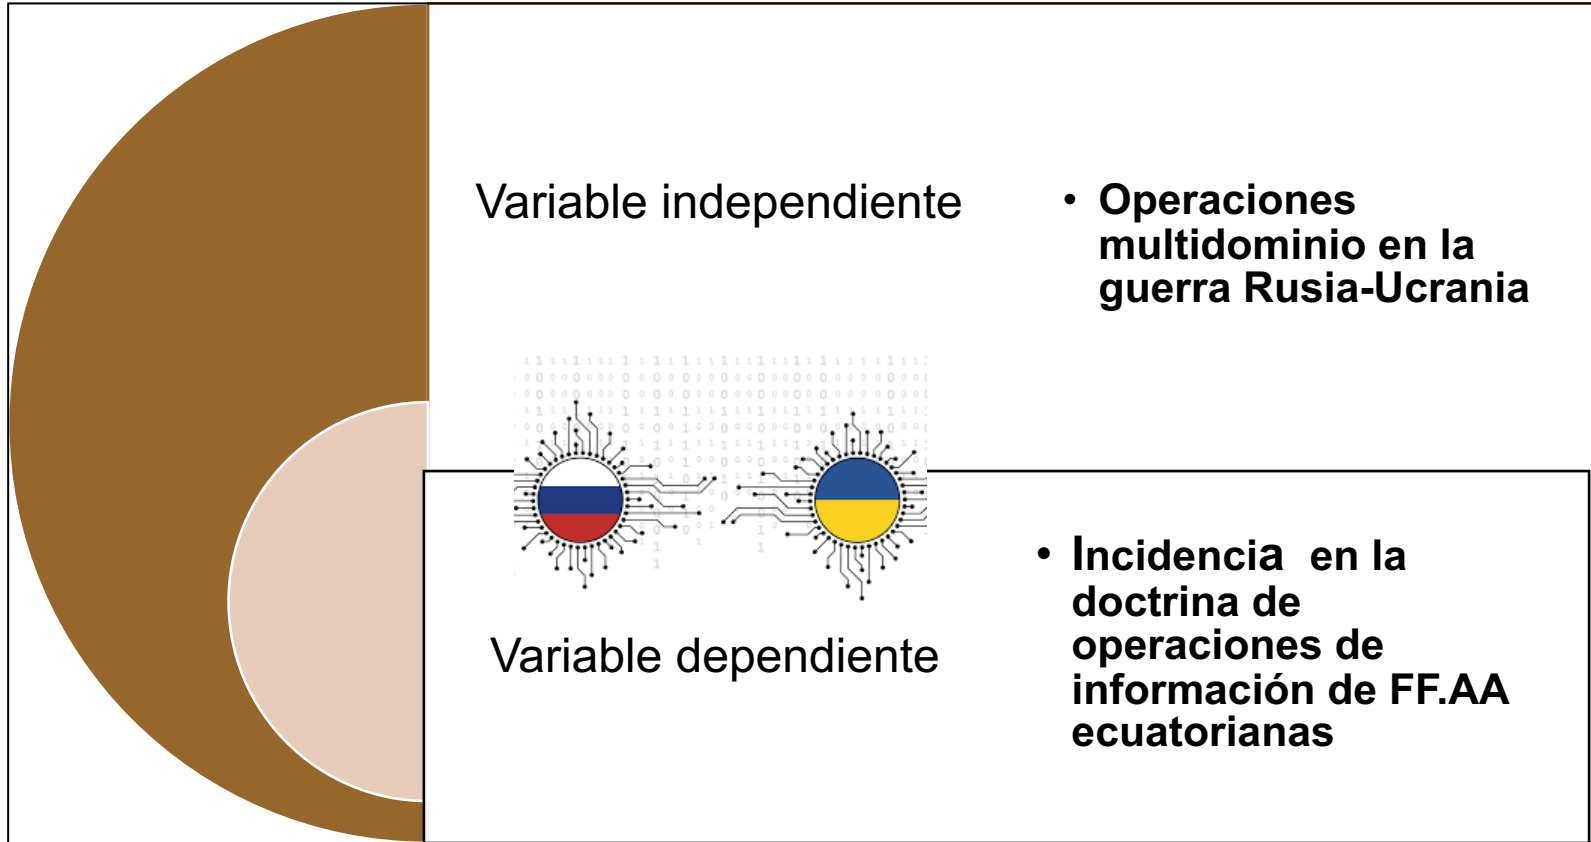 Variable independiente
• Operaciones
multidominio en la
guerra Rusia-Ucrania
Variable dependiente
• Incidencia en la
doctrina de
operaciones de
información de FF.AA
ecuatorianas